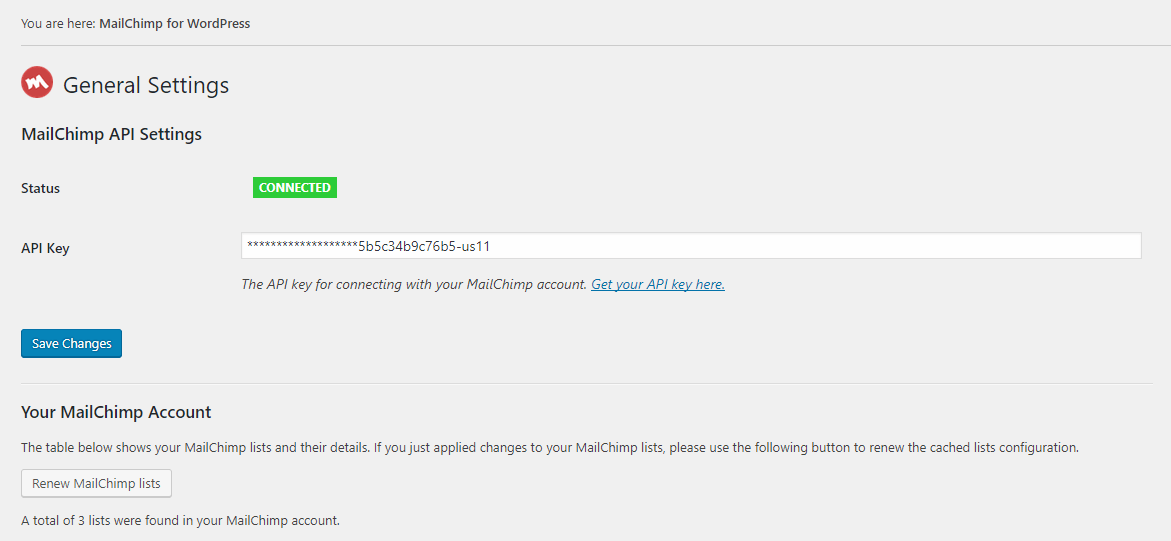 You are here: MailChimp for WordPress
General Settings
MailChimp API Settings
Status CONNECTED
API Key *******************5b5c34b9c76b5-us11
The API key for connecting with your MailChimp account. Get your API key here.
Save Changes
Your MailChimp Account
The table below shows your MailChimp lists and their details. If you just applied changes to your MailChimp lists, please use the following button to renew the cached lists configuration.
Renew MailChimp lists
A total of 3 lists were found in your MailChimp account.